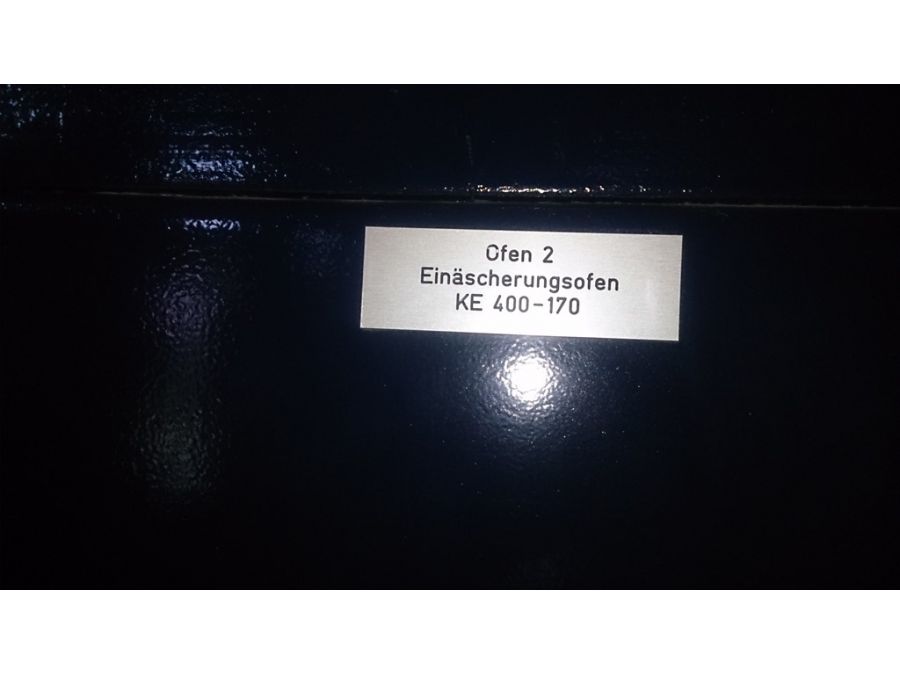 Ofen 2
Einäscherungsofen
KE 400-170